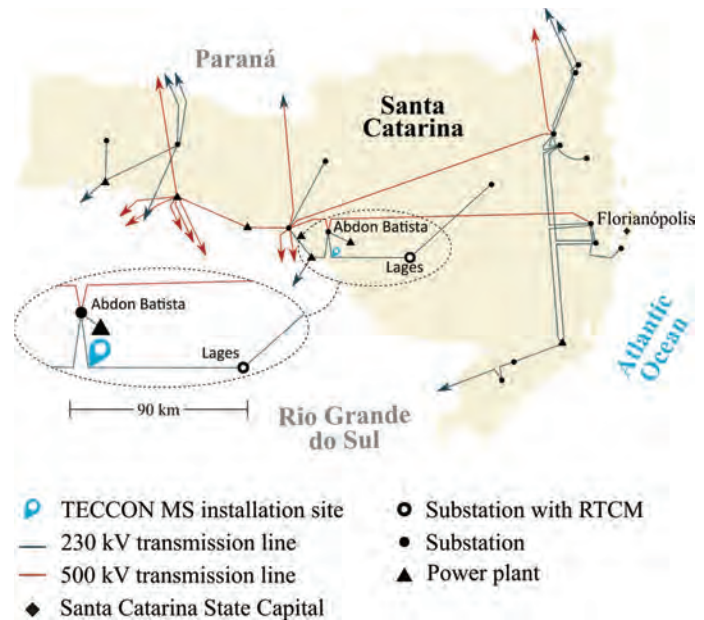 Paraná
Santa
Catarina
Florianópolis
Abdon Batista
Lages
Abdon Batista
Lages
90 km
Rio Grande
do Sul
Atlantic
Ocean
TECCON MS installation site
230 kV transmission line
500 kV transmission line
Santa Catarina State Capital
Substation with RTCM
Substation
Power plant